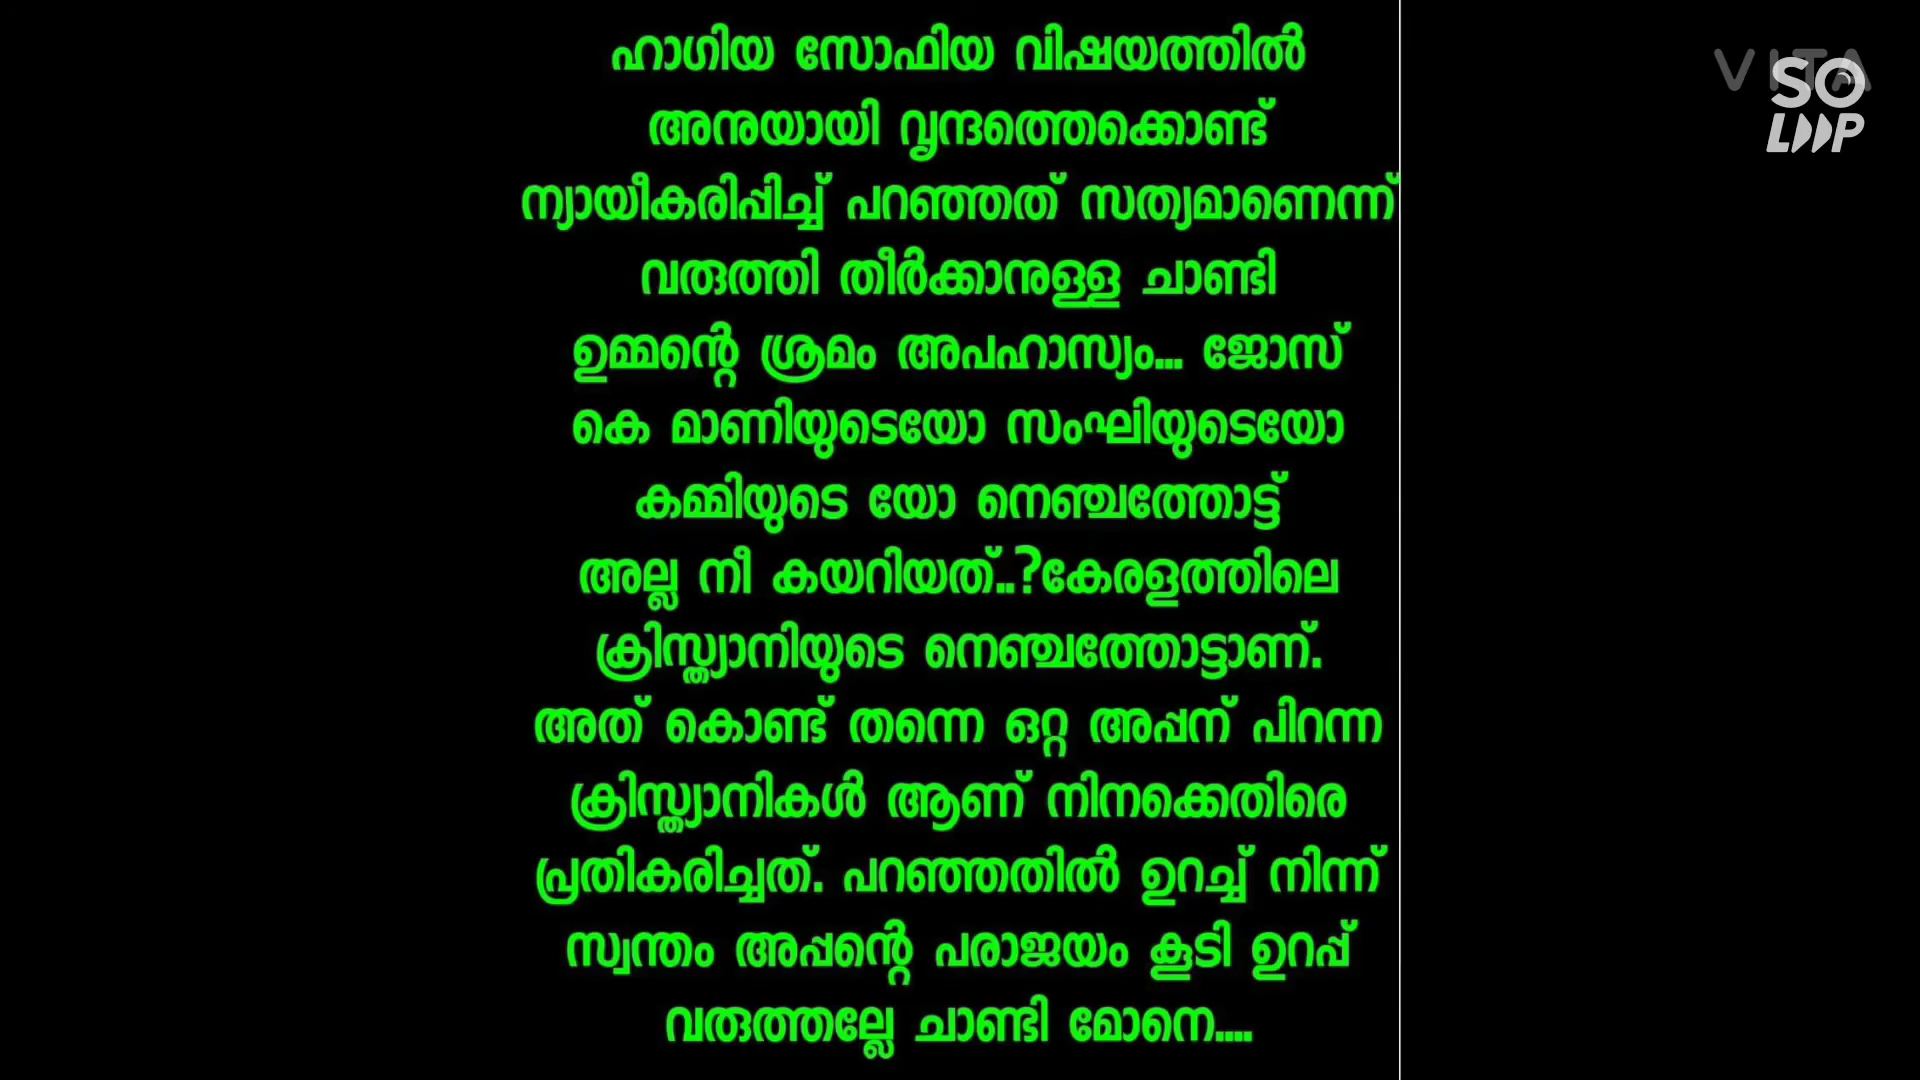 ഹാഗിയ സോഫിയ വിഷയത്തിൽ
അനുയായി വൃന്ദത്തെക്കൊണ്ട്
ന്യായീകരിപ്പിച്ച് പറഞ്ഞത് സത്യമാണെന്ന്
വരുത്തി തീർക്കാനുള്ള ചാണ്ടി
ഉമ്മന്റെ ശ്രമം അപഹാസ്യം... ജോസ്
കെ മാണിയുടെയോ സംഘിയുടെയോ
കമ്മിയുടെ യോ നെഞ്ചത്തോട്ട്
അല്ല നീ കയറിയത്..?കേരളത്തിലെ
ക്രിസ്ത്യാനിയുടെ നെഞ്ചത്തോട്ടാണ്.
അത് കൊണ്ട് തന്നെ ഒറ്റ അപ്പന് പിറന്ന
ക്രിസ്ത്യാനികൾ ആണ് നിനക്കെതിരെ
പ്രതികരിച്ചത്. പറഞ്ഞതിൽ ഉറച്ച് നിന്ന്
സ്വന്തം അപ്പന്റെ പരാജയം കൂടി ഉറപ്പ്
വരുത്തല്ലേ ചാണ്ടി മോനെ....
VITA
SO
LOOP